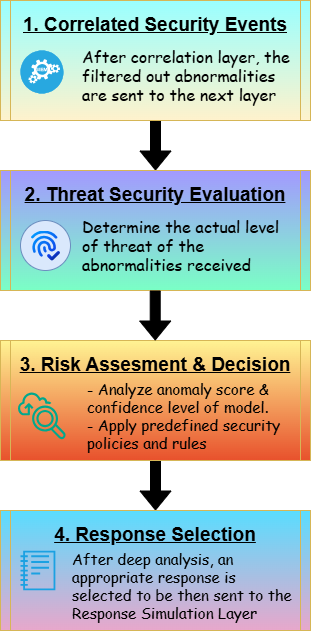 1. Correlated Security Events
After correlation layer, the
filtered out abnormalities
are sent to the next layer
2. Threat Security Evaluation
Determine the actual level
of threat of the
abnormalities received
3. Risk Assesment & Decision
- Analyze anomaly score &
confidence level of model.
- Apply predefined security
policies and rules
4. Response Selection
After deep analysis, an
appropriate response is
selected to be then sent to the
Response Simulation Layer